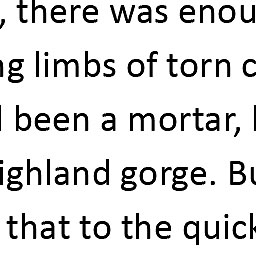 , there was enou
ng limbs of torn c
been a mortar,
ighland gorge. Bu
that to the quick